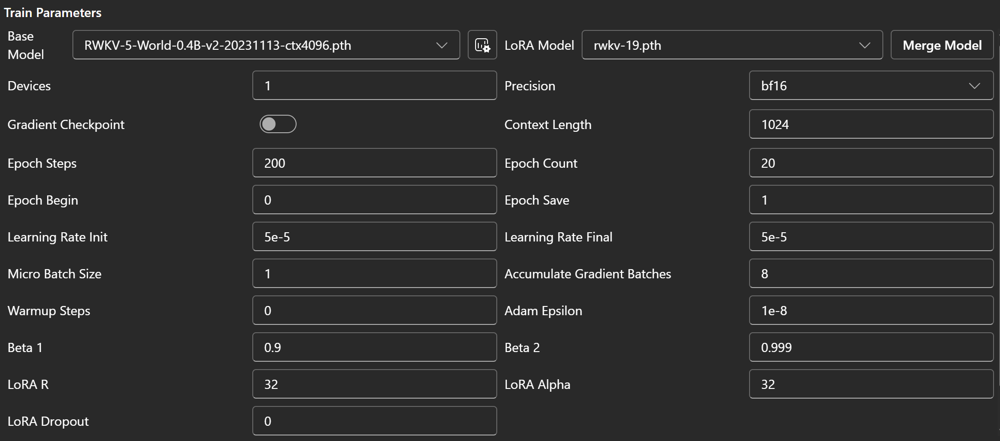 Train Parameters
Base Model RWKV-5-World-0.4B-v2-20231113-ctx4096.pth LoRA Model rwkv-19.pth Merge Model
Devices 1 Precision bf16
Gradient Checkpoint Context Length 1024
Epoch Steps 200 Epoch Count 20
Epoch Begin 0 Epoch Save 1
Learning Rate Init 5e-5 Learning Rate Final 5e-5
Micro Batch Size 1 Accumulate Gradient Batches 8
Warmup Steps 0 Adam Epsilon 1e-8
Beta 1 0.9 Beta 2 0.999
LoRA R 32 LoRA Alpha 32
LoRA Dropout 0